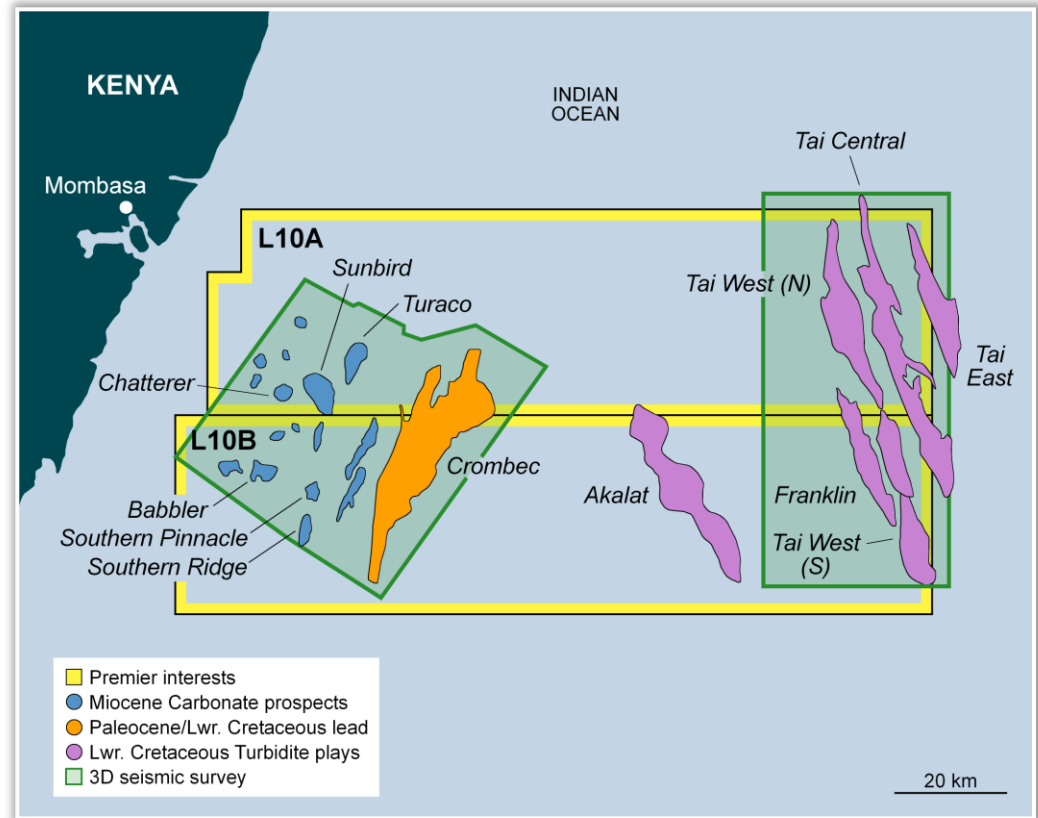 KENYA
INDIAN
OCEAN
Tai Central
Mombasa
L10A
Sunbird
Tai West (N)
Turaco
Tai
East
Chatterer
L10B
Crombec
Akalat
Franklin
Babbler
Southern Pinnacle
Tai West
(S)
Southern Ridge
Premier interests
Miocene Carbonate prospects
Paleocene/Lwr. Cretaceous lead
Lwr. Cretaceous Turbidite plays
3D seismic survey
20 km